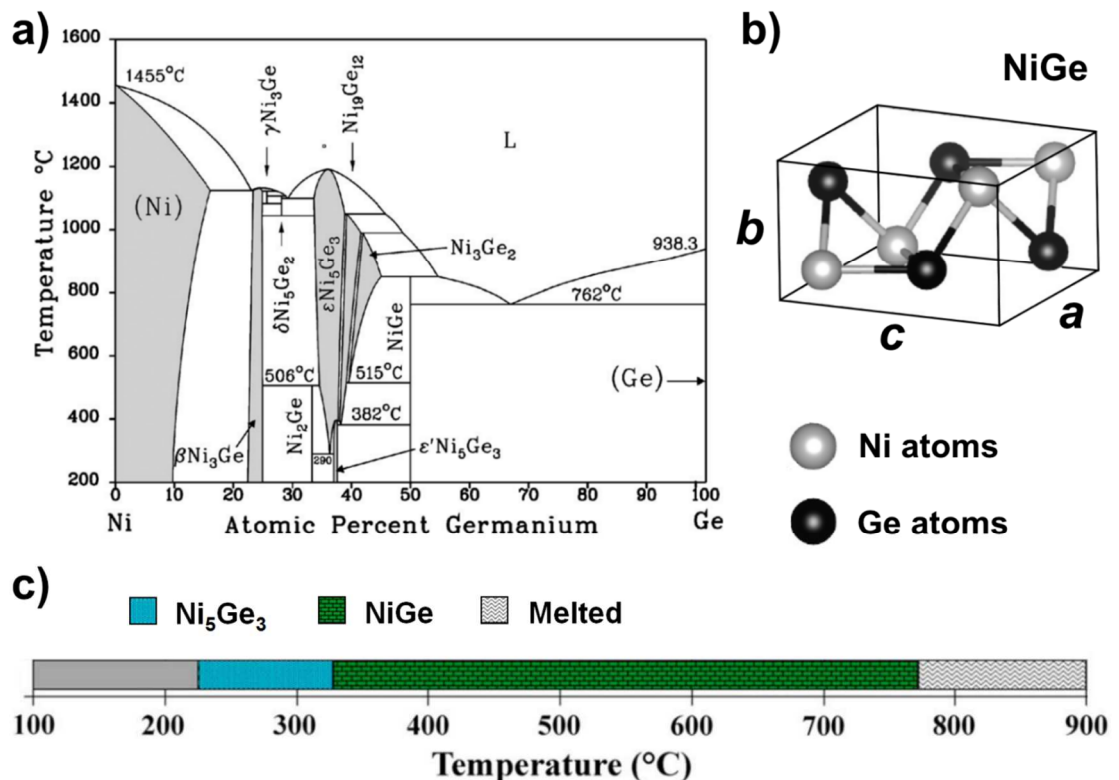 a)
1600
1400
1200
1000
800
600
400
200
Temperature °C
1455°C
γNi3Ge
Ni19Ge12
L
(Ni)
δNi5Ge2
εNi5Ge3
Ni3Ge2
938.3
762°C
NiGe
(Ge)
506°C
515°C
382°C
Ni2Ge
βNi3Ge
290
ε'Ni5Ge3
0 10 20 30 40 50 60 70 80 90 100
Ni Atomic Percent Germanium Ge
b)
NiGe
b
c
a
Ni atoms
Ge atoms
c)
Ni5Ge3 NiGe Melted
100 200 300 400 500 600 700 800 900
Temperature (°C)